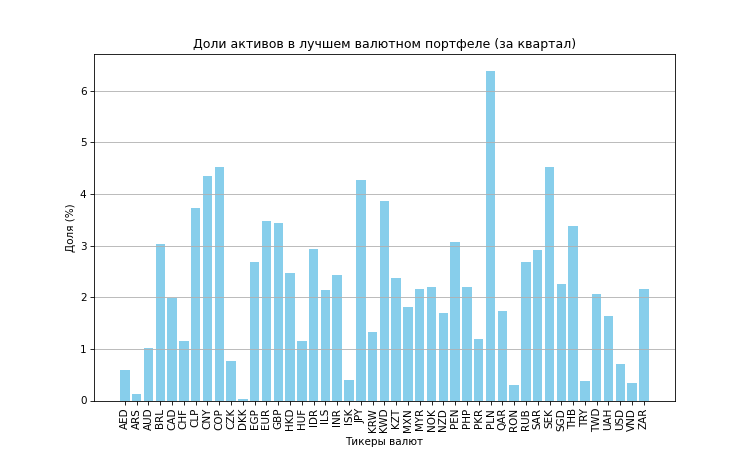 Доли активов в лучшем валютном портфеле (за квартал)
Доля (%)
6
5
4
3
2
1
0
AED ARS AUD BRL CAD CHF CLP CNY COP CZK DKK EGP EUR GBP HKD HUF IDR ILS INR ISK JPY KRW KWD KZT MXN MYR NOK NZD PEN PHP PKR PLN QAR RON RUB SAR SEK SGD THB TRY TWD UAH USD VND ZAR
Тикеры валют